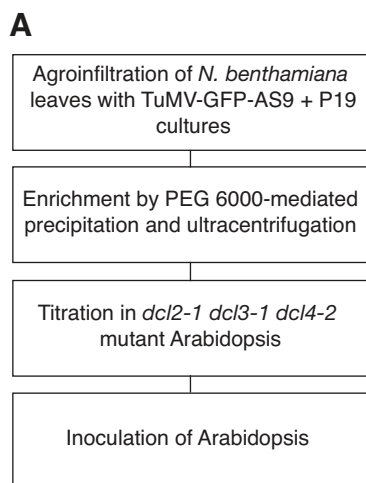 A
Agroinfiltration of N. benthamiana
leaves with TuMV-GFP-AS9 + P19
cultures
Enrichment by PEG 6000-mediated
precipitation and ultracentrifugation
Titration in dcl2-1 dcl3-1 dcl4-2
mutant Arabidopsis
Inoculation of Arabidopsis